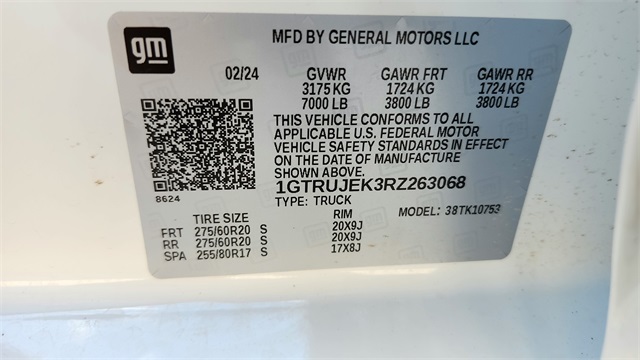 gm
MFD BY GENERAL MOTORS LLC
02/24 GVWR GAWR FRT GAWR RR
3175 KG 1724 KG 1724 KG
7000 LB 3800 LB 3800 LB
THIS VEHICLE CONFORMS TO ALL
APPLICABLE U.S. FEDERAL MOTOR
VEHICLE SAFETY STANDARDS IN EFFECT
ON THE DATE OF MANUFACTURE
SHOWN ABOVE.
1GTRUJEK3RZ263068
8624
TYPE: TRUCK MODEL: 38TK10753
TIRE SIZE RIM
FRT 275/60R20 S 20X9J
RR 275/60R20 S 20X9J
SPA 255/80R17 S 17X8J